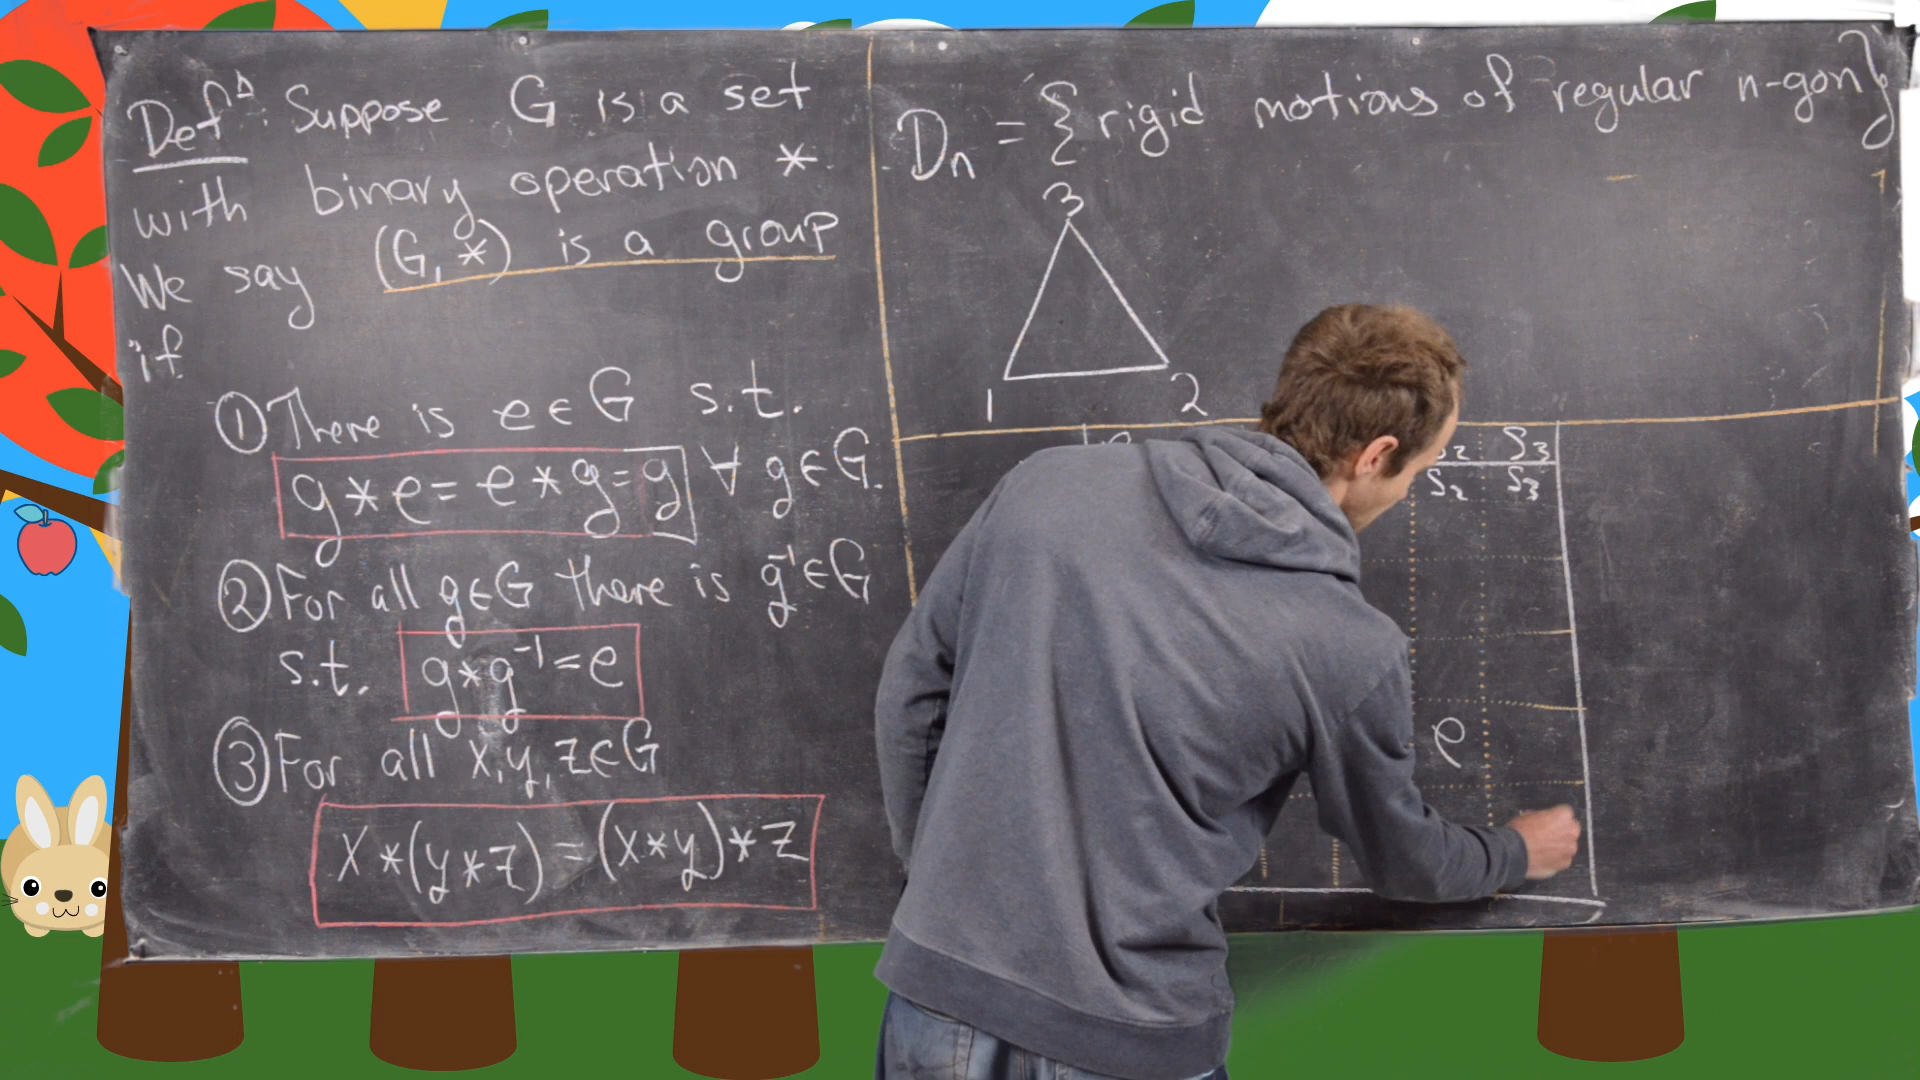 Defⁿ: Suppose G is a set
with binary operation *
We say (G, *) is a group
if
① There is e ∈ G s.t.
g * e = e * g = g ∀ g ∈ G.
② For all g ∈ G there is g⁻¹ ∈ G
s.t. g * g⁻¹ = e
③ For all x, y, z ∈ G
x * (y * z) = (x * y) * z
Dn = {rigid motions of regular n-gon}
3
1 2
S2 S3
S2 S3
e